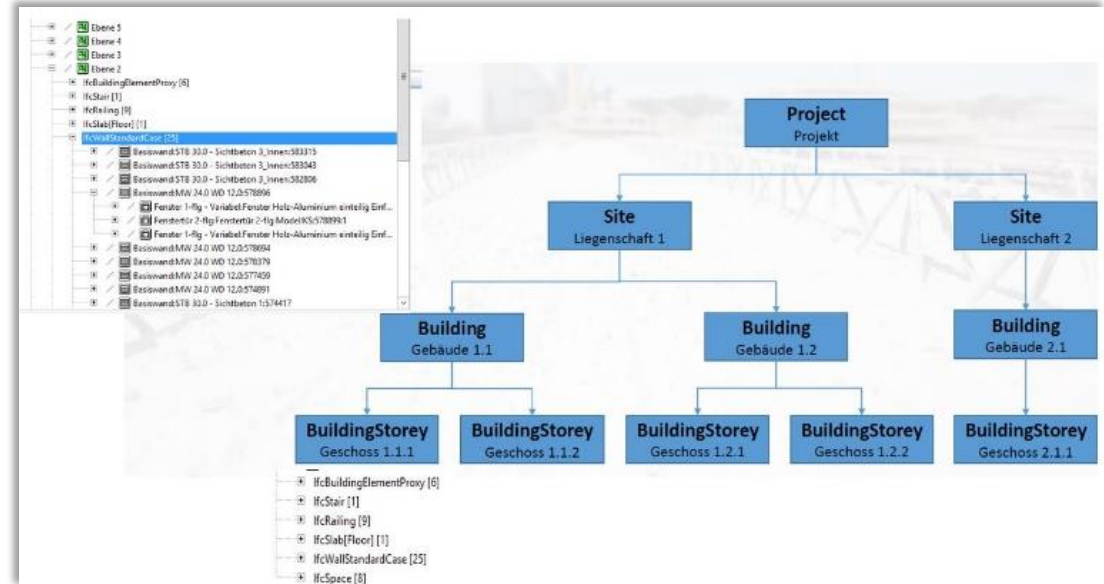 Ebene 5
Ebene 4
Ebene 3
Ebene 2
IfcBuildingElementProxy [6]
IfcStair [1]
IfcRailing [9]
IfcSlab[Floor] [1]
IfcWallStandardCase [25]
Basiswand:STB 30.0 - Sichtbeton 3_Innen:583315
Basiswand:STB 30.0 - Sichtbeton 3_Innen:583043
Basiswand:STB 30.0 - Sichtbeton 3_Innen:582806
Basiswand:MW 24.0 WD 12.0:578896
Fenster 1-flg - Variabel:Fenster Holz-Aluminium einteilig Einf...
Fenstertür 2-flg:Fenstertür 2-flg:Model:KS:578899:1
Fenster 1-flg - Variabel:Fenster Holz-Aluminium einteilig Einf...
Basiswand:MW 24.0 WD 12.0:578694
Basiswand:MW 24.0 WD 12.0:578379
Basiswand:MW 24.0 WD 12.0:577459
Basiswand:MW 24.0 WD 12.0:574891
Basiswand:STB 30.0 - Sichtbeton 1:574417
Project
Projekt
Site
Liegenschaft 1
Site
Liegenschaft 2
Building
Gebäude 1.1
Building
Gebäude 1.2
Building
Gebäude 2.1
BuildingStorey
Geschoss 1.1.1
BuildingStorey
Geschoss 1.1.2
BuildingStorey
Geschoss 1.2.1
BuildingStorey
Geschoss 1.2.2
BuildingStorey
Geschoss 2.1.1
IfcBuildingElementProxy [6]
IfcStair [1]
IfcRailing [9]
IfcSlab[Floor] [1]
IfcWallStandardCase [25]
IfcSpace [8]